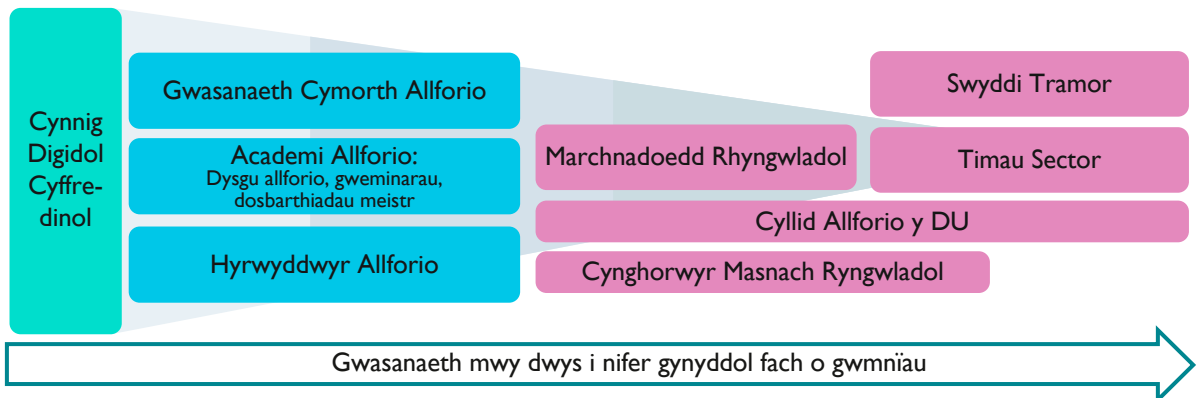 Cynnig
Digidol
Cyffre-
dinol
Gwasanaeth Cymorth Allforio
Academi Allforio:
Dysgu allforio, gweminarau,
dosbarthiadau meistr
Hyrwyddwyr Allforio
Marchnadoedd Rhyngwladol
Swyddi Tramor
Timau Sector
Cyllid Allforio y DU
Cynghorwyr Masnach Ryngwladol
Gwasanaeth mwy dwys i nifer gynyddol fach o gwmnïau